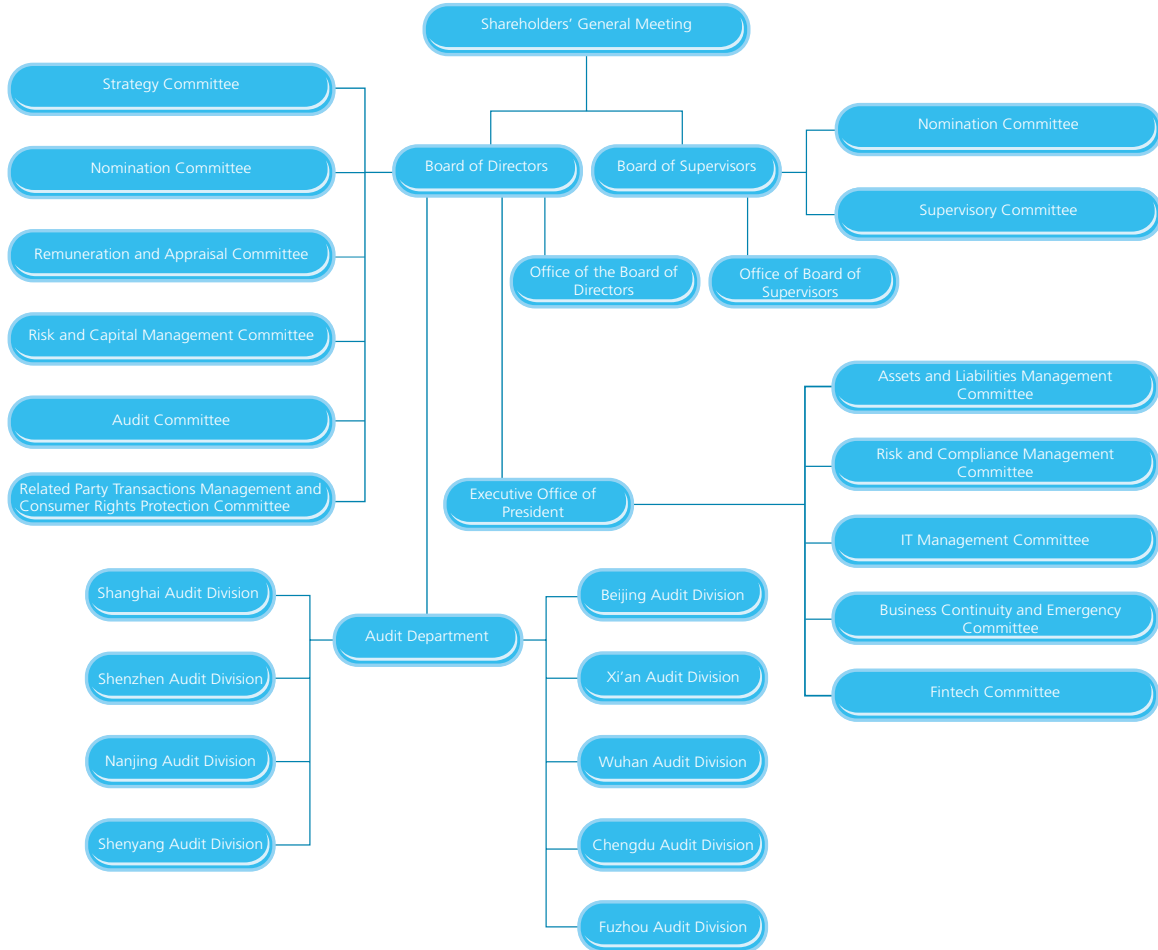 Shareholders’ General Meeting
Strategy Committee
Nomination Committee
Remuneration and Appraisal Committee
Risk and Capital Management Committee
Audit Committee
Related Party Transactions Management and
Consumer Rights Protection Committee
Board of Directors
Board of Supervisors
Nomination Committee
Supervisory Committee
Office of the Board of
Directors
Office of Board of
Supervisors
Executive Office of
President
Assets and Liabilities Management
Committee
Risk and Compliance Management
Committee
IT Management Committee
Business Continuity and Emergency
Committee
Fintech Committee
Audit Department
Shanghai Audit Division
Shenzhen Audit Division
Nanjing Audit Division
Shenyang Audit Division
Beijing Audit Division
Xi’an Audit Division
Wuhan Audit Division
Chengdu Audit Division
Fuzhou Audit Division